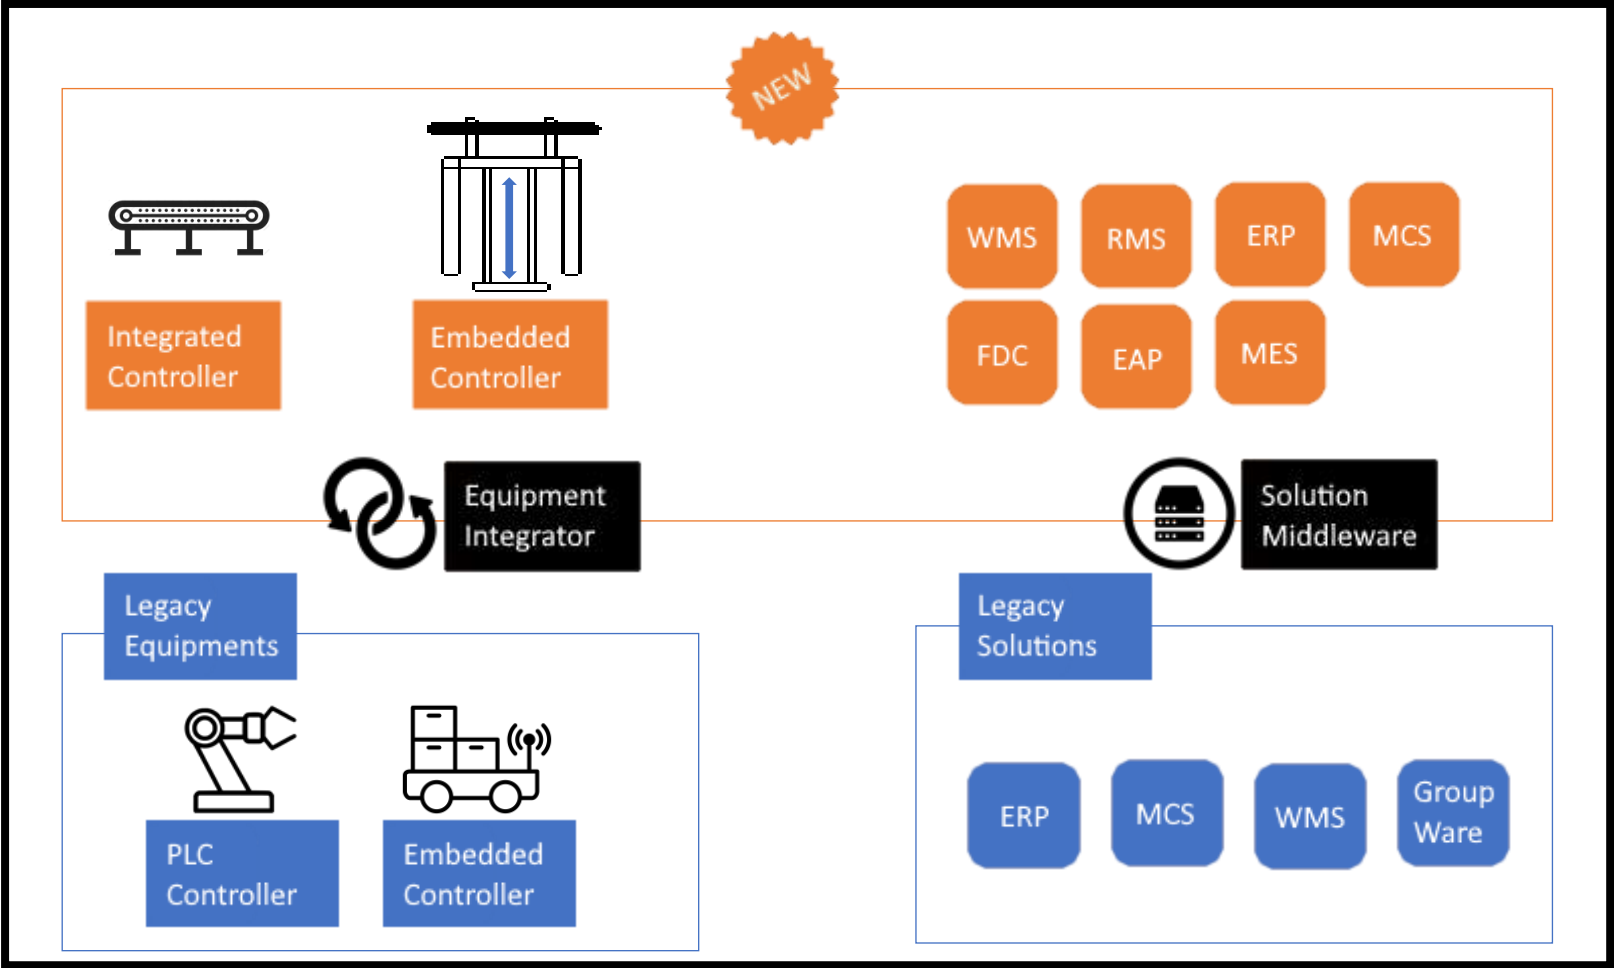 NEW
Integrated
Controller
Embedded
Controller
WMS
RMS
ERP
MCS
FDC
EAP
MES
Equipment
Integrator
Solution
Middleware
Legacy
Equipments
PLC
Controller
Embedded
Controller
Legacy
Solutions
ERP
MCS
WMS
Group
Ware